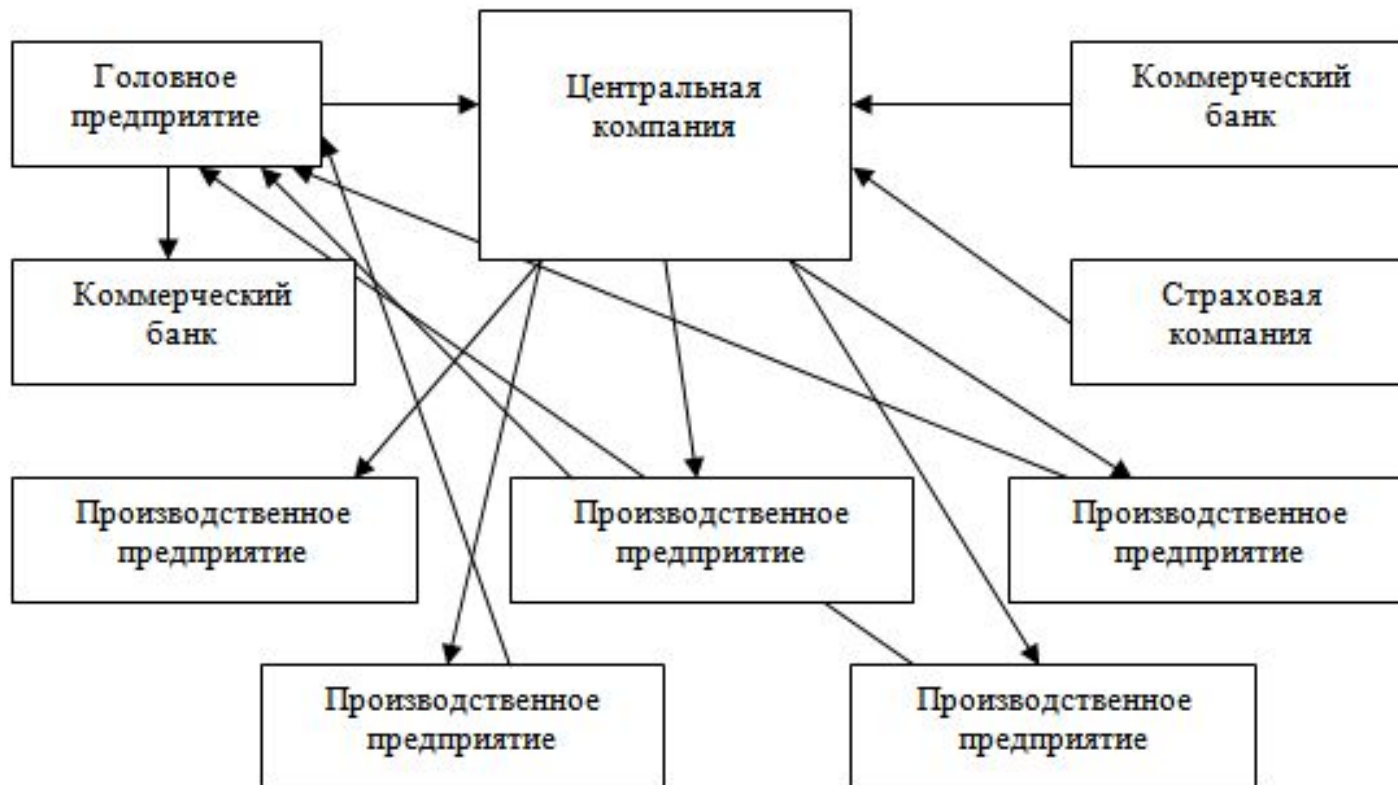 Головное
предприятие
Центральная
компания
Коммерческий
банк
Коммерческий
банк
Страховая
компания
Производственное
предприятие
Производственное
предприятие
Производственное
предприятие
Производственное
предприятие
Производственное
предприятие